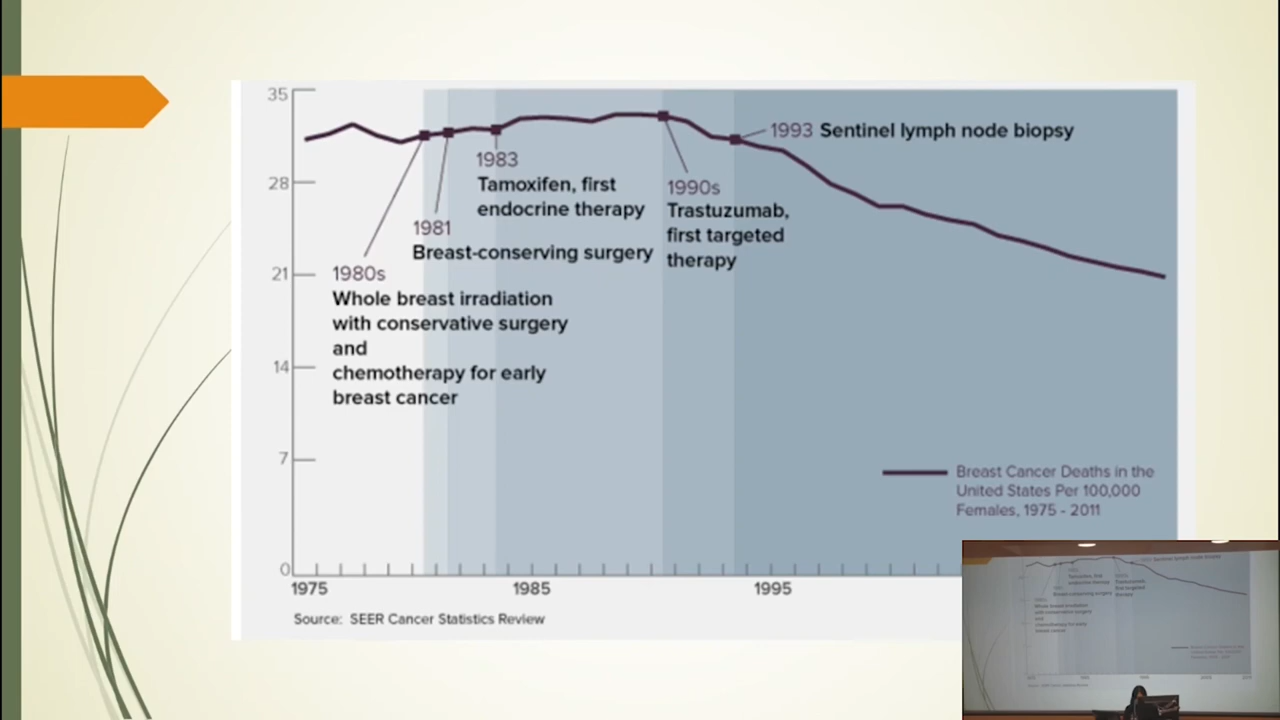 35
28
21
14
7
0
1993 Sentinel lymph node biopsy
1983
Tamoxifen, first
endocrine therapy
1990s
Trastuzumab,
first targeted
therapy
1981
Breast-conserving surgery
1980s
Whole breast irradiation
with conservative surgery
and
chemotherapy for early
breast cancer
Breast Cancer Deaths in the
United States Per 100,000
Females, 1975 - 2011
1975
1985
1995
Source: SEER Cancer Statistics Review